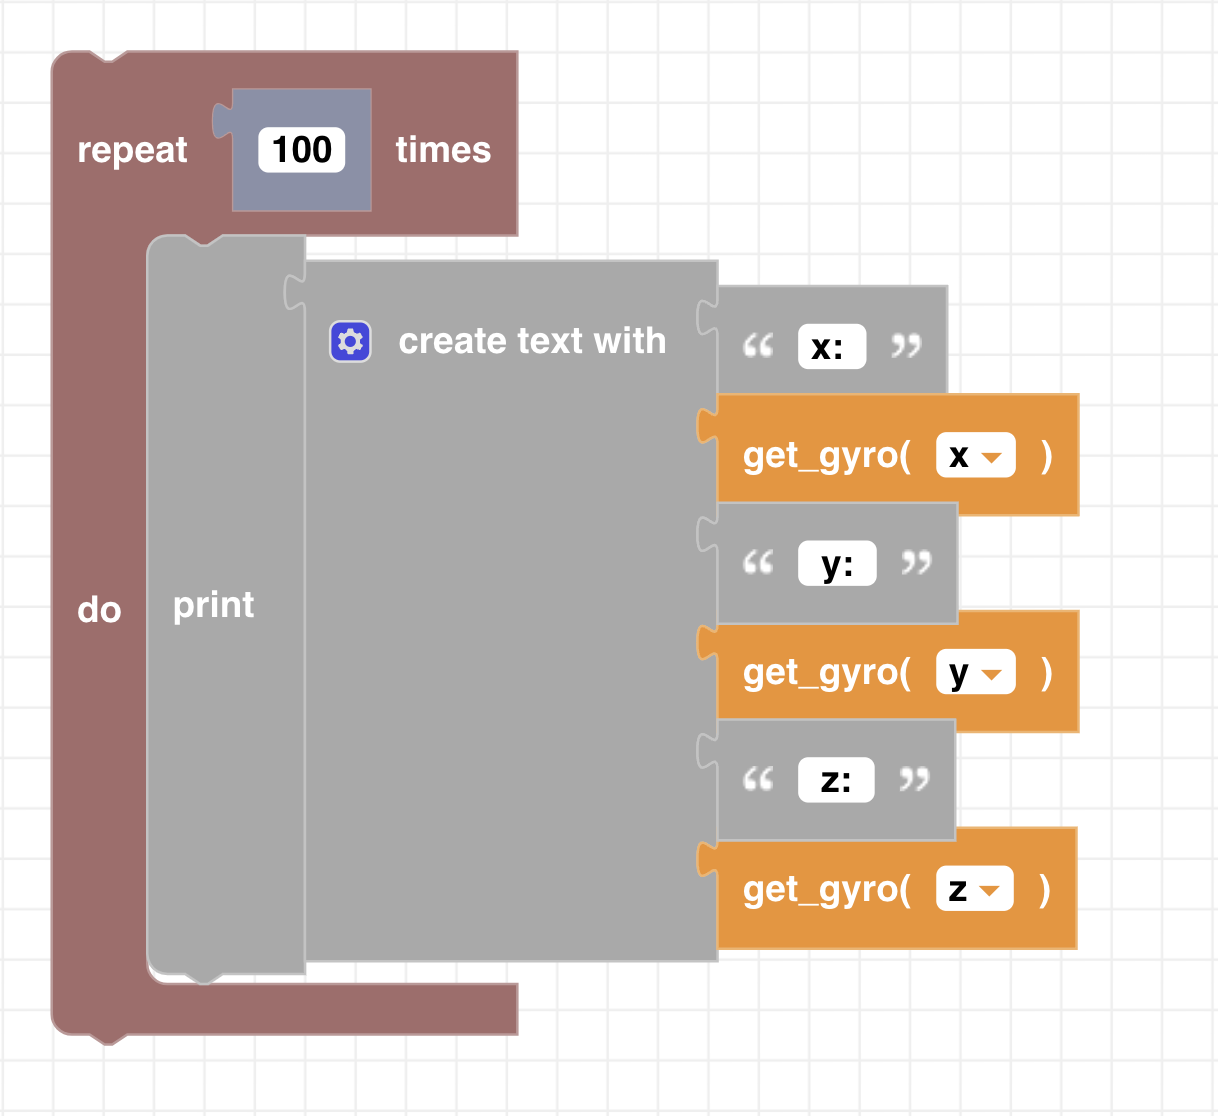 repeat 100 times
create text with “ x: ”
get_gyro( x )
“ y: ”
do print
get_gyro( y )
“ z: ”
get_gyro( z )